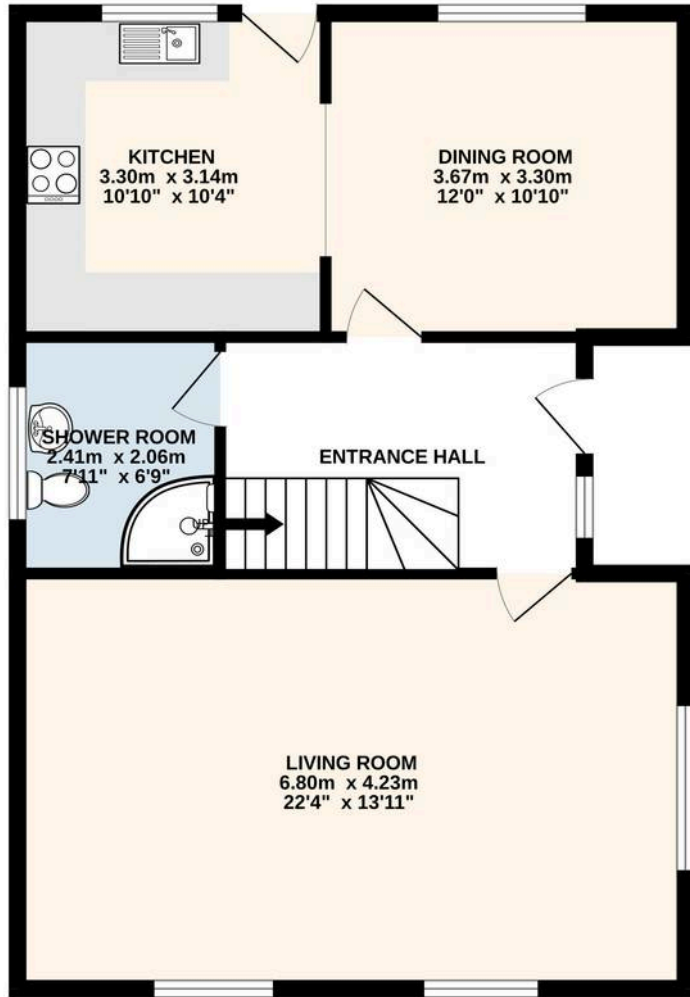 KITCHEN
3.30m x 3.14m
10'10" x 10'4"
DINING ROOM
3.67m x 3.30m
12'0" x 10'10"
SHOWER ROOM
2.41m x 2.06m
7'11" x 6'9"
ENTRANCE HALL
UP
LIVING ROOM
6.80m x 4.23m
22'4" x 13'11"